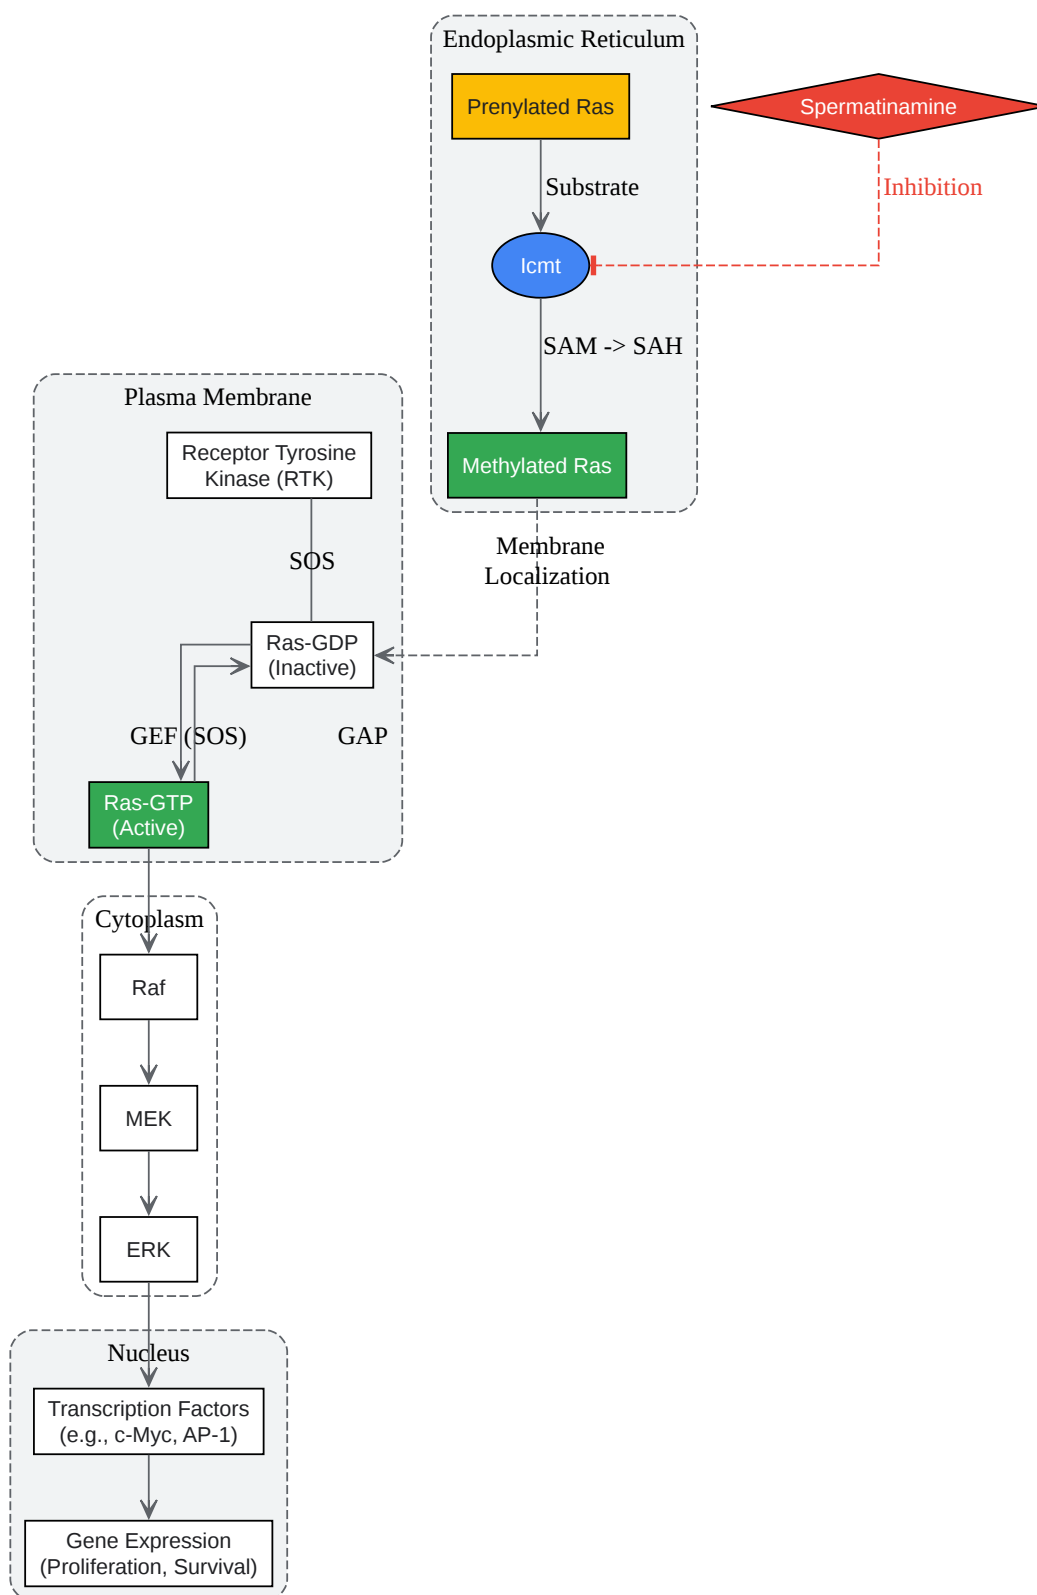 Endoplasmic Reticulum
Prenylated Ras
Spermatinamine
Substrate
Inhibition
Icmt
SAM -> SAH
Plasma Membrane
Receptor Tyrosine
Kinase (RTK)
Methylated Ras
SOS
Membrane
Localization
Ras-GDP
(Inactive)
GEF (SOS)
GAP
Ras-GTP
(Active)
Cytoplasm
Raf
MEK
ERK
Nucleus
Transcription Factors
(e.g., c-Myc, AP-1)
Gene Expression
(Proliferation, Survival)